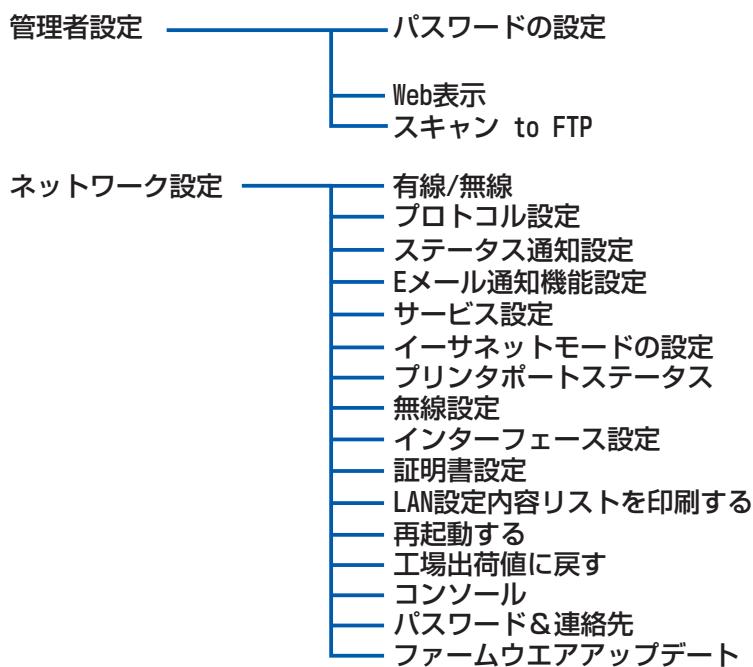 管理者設定
パスワードの設定
Web表示
スキャン to FTP
ネットワーク設定
有線/無線
プロトコル設定
ステータス通知設定
Eメール通知機能設定
サービス設定
イーサネットモードの設定
プリンタポートステータス
無線設定
インターフェース設定
証明書設定
LAN設定内容リストを印刷する
再起動する
工場出荷値に戻す
コンソール
パスワード＆連絡先
ファームウエアアップデート